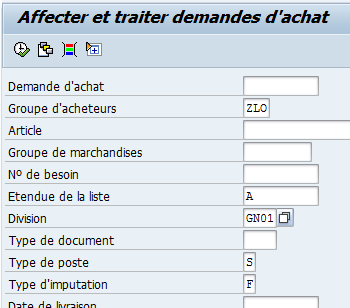 Affecter et traiter demandes d'achat
Demande d'achat
Groupe d'acheteurs ZLO
Article
Groupe de marchandises
Nº de besoin
Etendue de la liste A
Division GN01
Type de document
Type de poste S
Type d'imputation F
Date de livraison